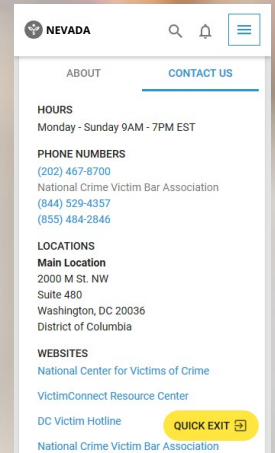 NEVADA
ABOUT
CONTACT US
HOURS
Monday - Sunday 9AM - 7PM EST
PHONE NUMBERS
(202) 467-8700
National Crime Victim Bar Association
(844) 529-4357
(855) 484-2846
LOCATIONS
Main Location
2000 M St. NW
Suite 480
Washington, DC 20036
District of Columbia
WEBSITES
National Center for Victims of Crime
VictimConnect Resource Center
DC Victim Hotline
QUICK EXIT
National Crime Victim Bar Association